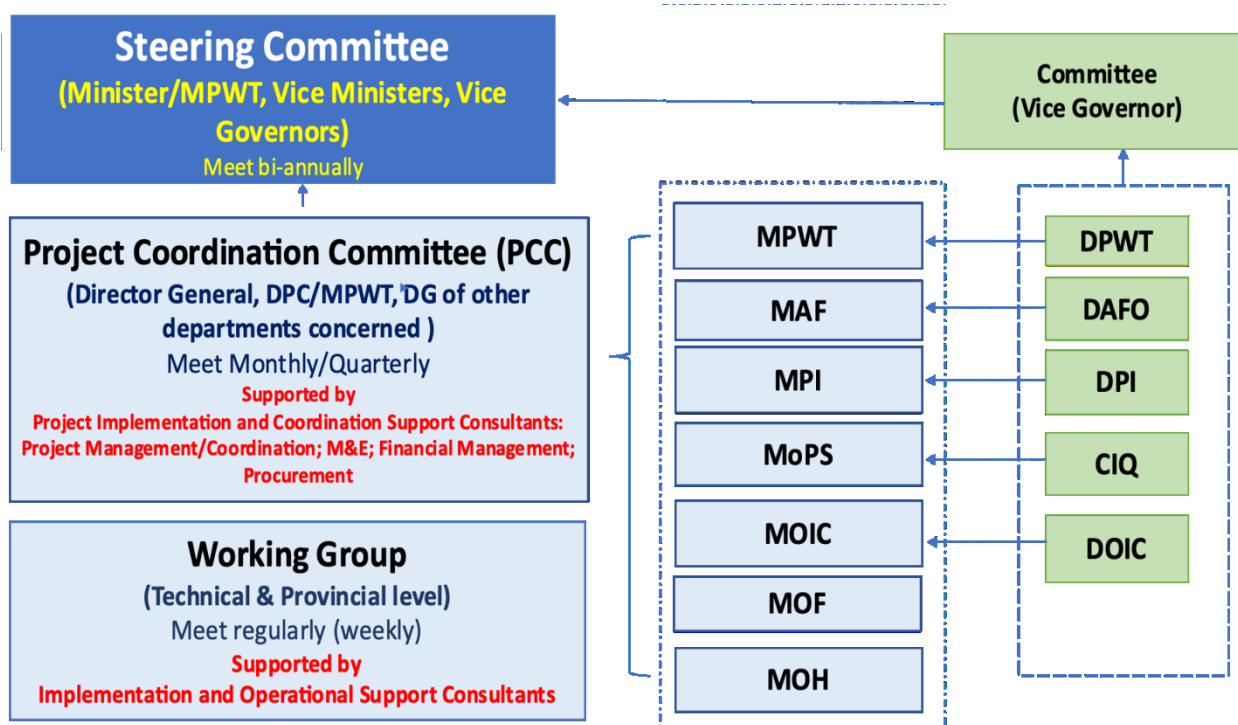 Steering Committee
(Minister/MPWT, Vice Ministers, Vice
Governors)
Meet bi-annually
Committee
(Vice Governor)
Project Coordination Committee (PCC)
(Director General, DPC/MPWT, DG of other
departments concerned )
Meet Monthly/Quarterly
Supported by
Project Implementation and Coordination Support Consultants:
Project Management/Coordination; M&E; Financial Management;
Procurement
Working Group
(Technical & Provincial level)
Meet regularly (weekly)
Supported by
Implementation and Operational Support Consultants
MPWT
MAF
MPI
MoPS
MOIC
MOF
MOH
DPWT
DAFO
DPI
CIQ
DOIC